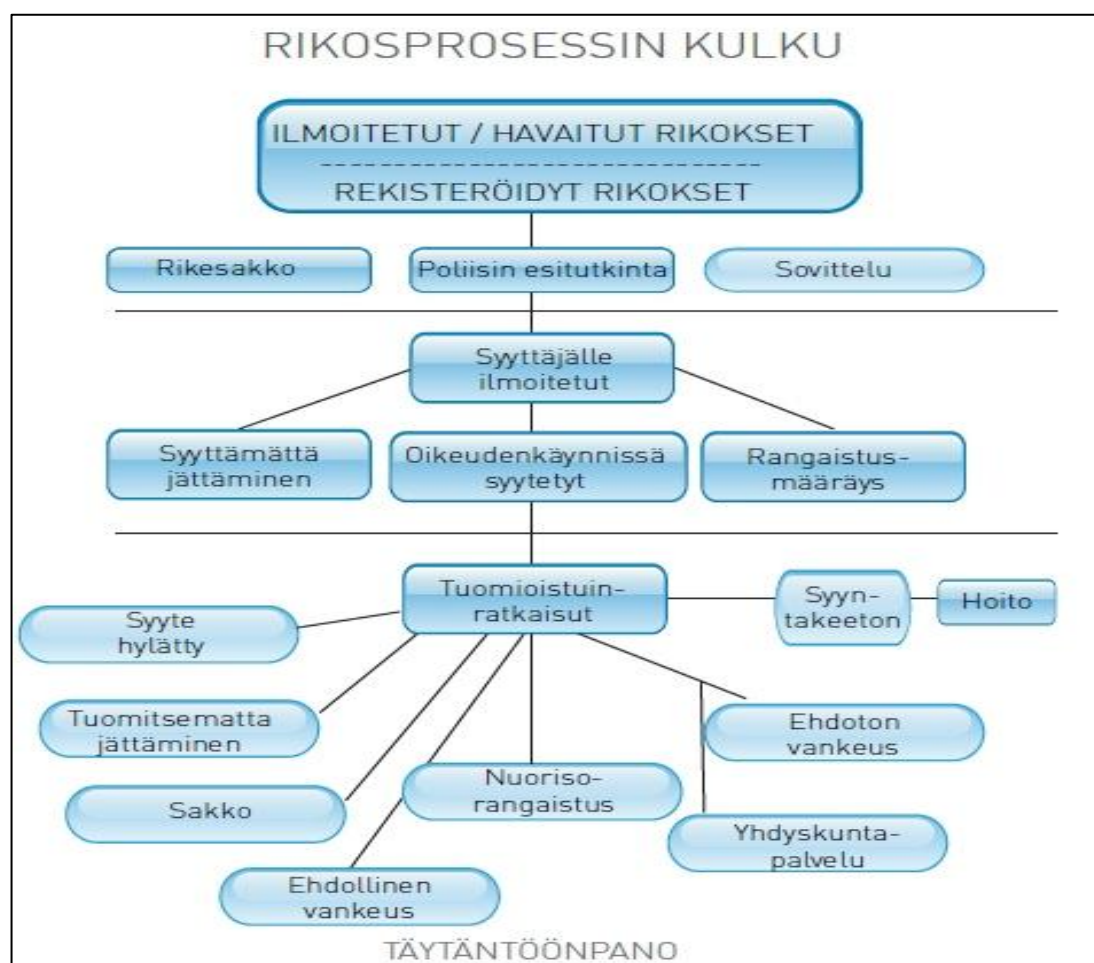 RIKOSPROSESSIN KULKU
ILMOITETUT / HAVAITUT RIKOKSET
REKISTERÖIDYT RIKOKSET
Rikesakko
Poliisin esitutkinta
Sovittelu
Syyttäjälle
ilmoitetut
Syyttämättä
jättäminen
Oikeudenkäynnissä
syytetyt
Rangaistus-
määräys
Tuomioistuin-
ratkaisut
Syyn-
takeeton
Hoito
Syyte
hylätty
Tuomitsematta
jättäminen
Ehdoton
vankeus
Sakko
Nuoriso-
rangaistus
Yhdyskunta-
palvelu
Ehdollinen
vankeus
TÄYTÄNTÖÖNPANO